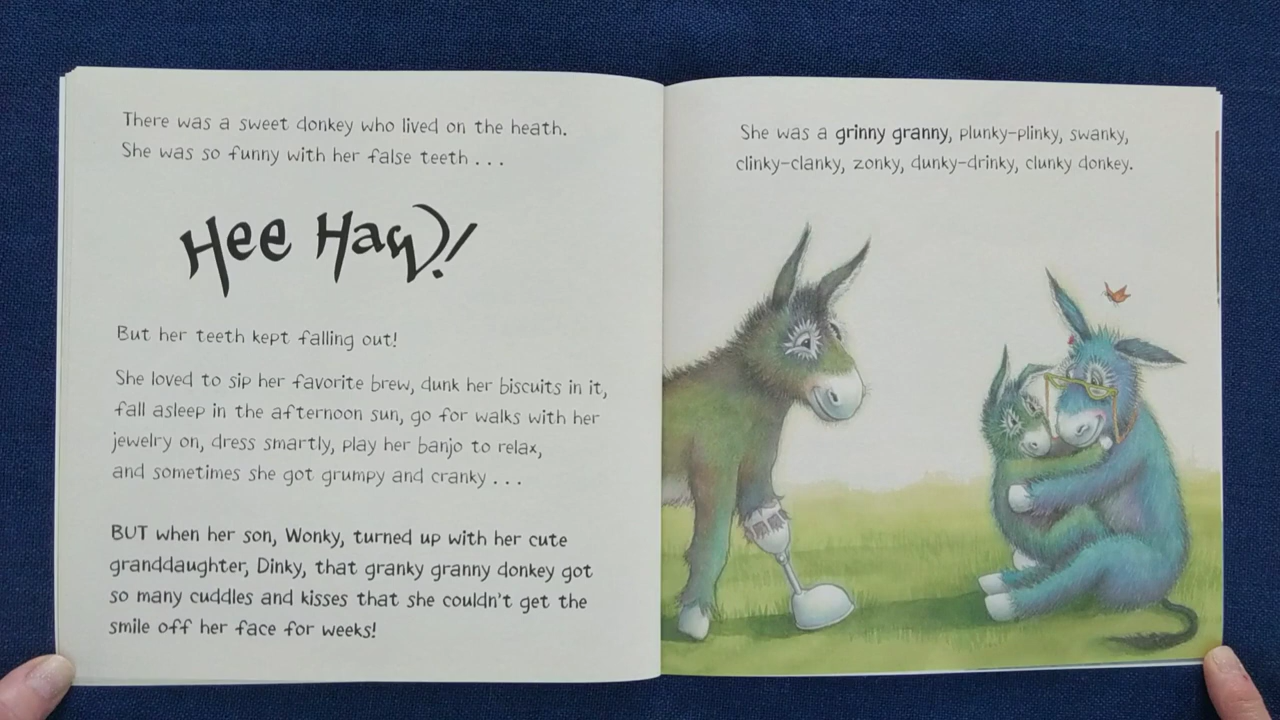 There was a sweet donkey who lived on the heath.
She was so funny with her false teeth . . .
Hee Haw!
But her teeth kept falling out!
She loved to sip her favorite brew, dunk her biscuits in it,
fall asleep in the afternoon sun, go for walks with her
jewelry on, dress smartly, play her banjo to relax,
and sometimes she got grumpy and cranky . . .
BUT when her son, Wonky, turned up with her cute
granddaughter, Dinky, that granky granny donkey got
so many cuddles and kisses that she couldn't get the
smile off her face for weeks!
She was a grinny granny, plunky-plinky, swanky,
clinky-clanky, zonky, dunky-drinky, clunky donkey.